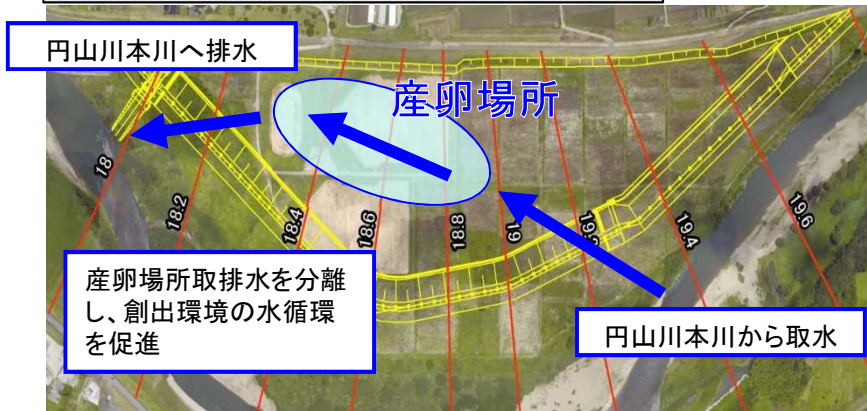 円山川本川へ排水
産卵場所
18
18.2
18.4
18.6
18.8
19
19.4
19.6
産卵場所取排水を分離
し、創出環境の水循環
を促進
円山川本川から取水